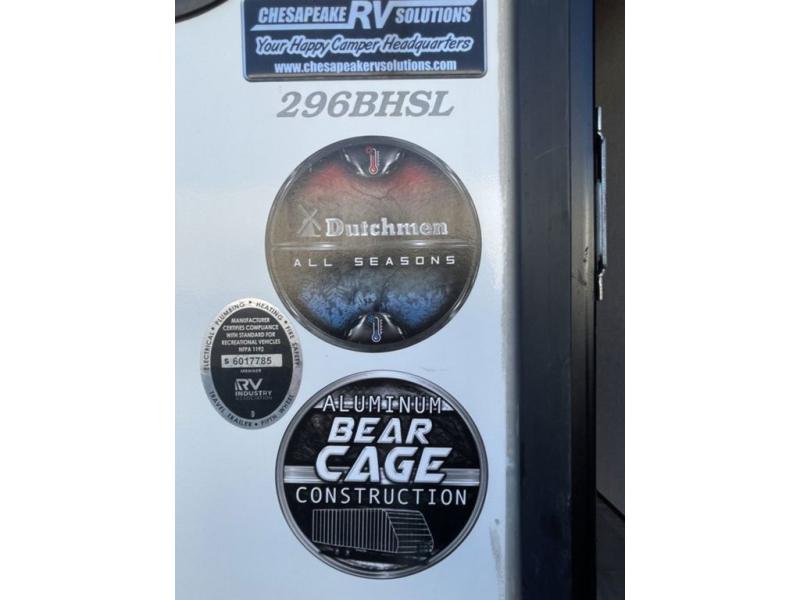 CHESAPEAKE RV SOLUTIONS
Your Happy Camper Headquarters
www.chesapeakervsolutions.com
296BHSL
Dutchmen
ALL SEASONS
ELECTRICAL • PLUMBING • HEATING • FIRE SAFETY
MANUFACTURER
CERTIFIES COMPLIANCE
WITH STANDARD FOR
RECREATIONAL VEHICLES
NFPA 1192
S 6017785
MEMBER
RV
INDUSTRY
ASSOCIATION
D
TRAVEL TRAILER • FIFTH WHEEL
ALUMINUM
BEAR
CAGE
CONSTRUCTION